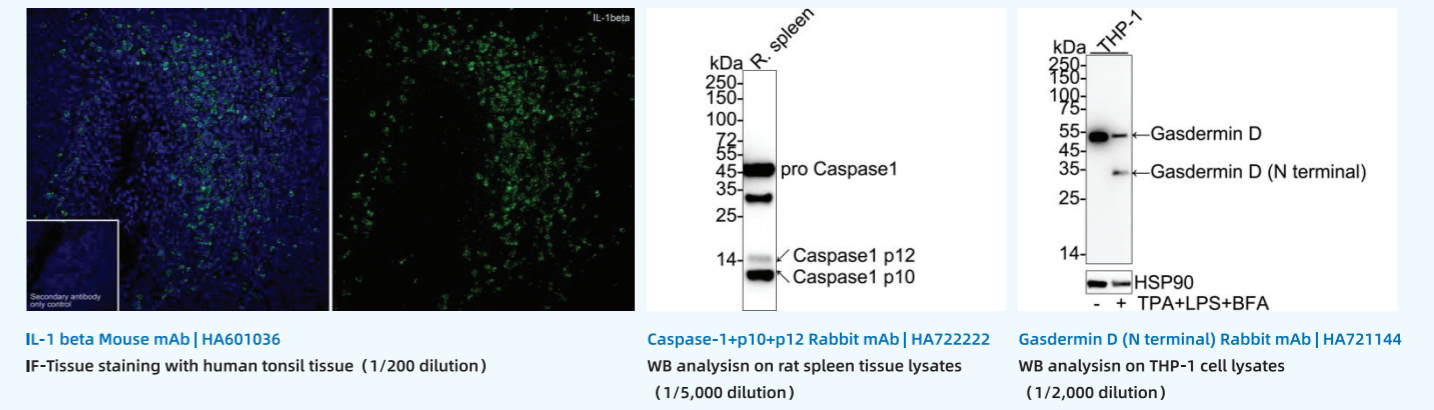 IL-1beta
Secondary antibody
only control
IL-1 beta Mouse mAb | HA601036
IF-Tissue staining with human tonsil tissue（1/200 dilution）
kDa
R. spleen
250-
150-
100-
72-
55-
45-
35-
25-
14-
pro Caspase1
Caspase1 p12
Caspase1 p10
Caspase-1+p10+p12 Rabbit mAb | HA722222
WB analysisn on rat spleen tissue lysates
（1/5,000 dilution）
kDa
THP-1
250-
150-
100-
75-
55-
45-
35-
25-
14-
←Gasdermin D
←Gasdermin D (N terminal)
HSP90
- + TPA+LPS+BFA
Gasdermin D (N terminal) Rabbit mAb | HA721144
WB analysisn on THP-1 cell lysates
（1/2,000 dilution）